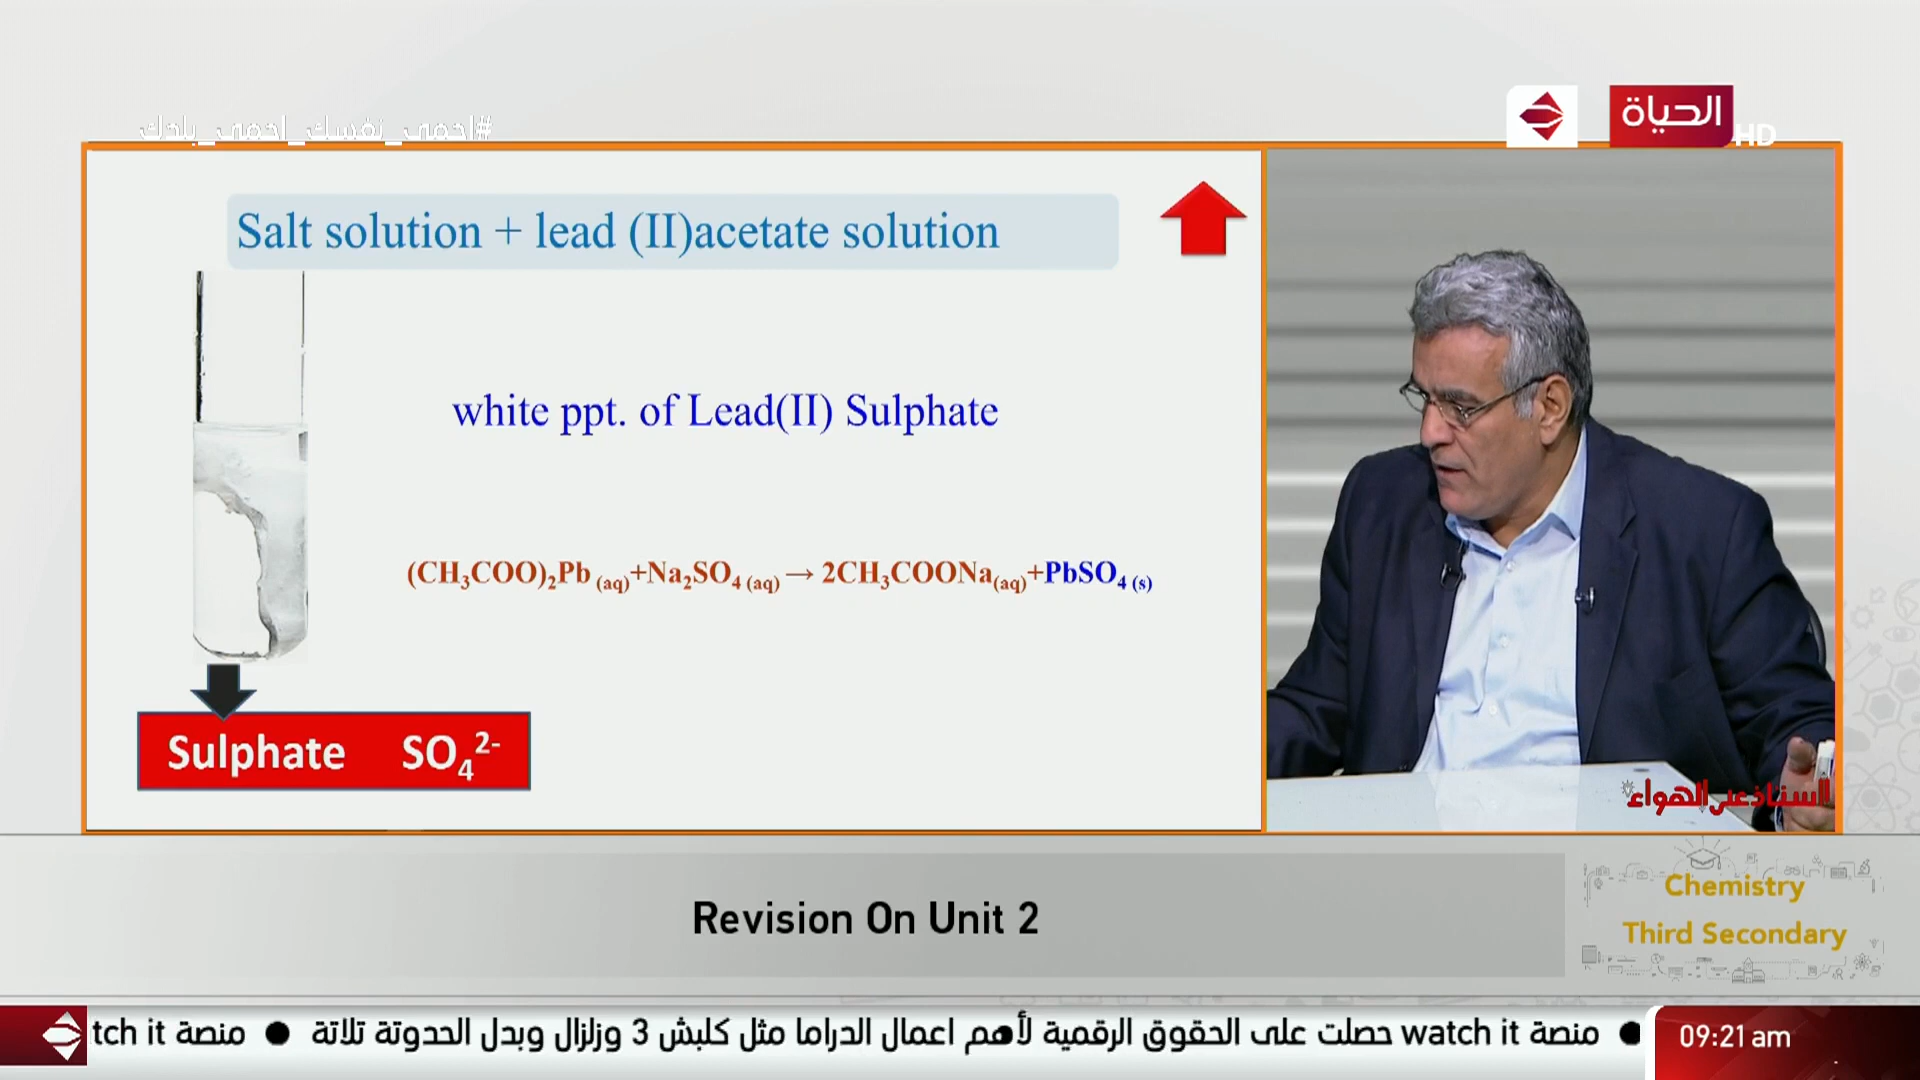 #احمي_نفسك_احمي_بلدك
الحياة
HD
Salt solution + lead (II)acetate solution
white ppt. of Lead(II) Sulphate
(CH₃COO)₂Pb (aq)+Na₂SO₄ (aq) → 2CH₃COONa(aq)+PbSO₄ (s)
Sulphate SO₄²⁻
الأستاذ على الهواء
Revision On Unit 2
Chemistry
Third Secondary
منصة watch it حصلت على الحقوق الرقمية لأهم اعمال الدراما مثل كلبش 3 وزلزال وبدل الحدوتة تلاتة ● منصة tch it
09:21 am